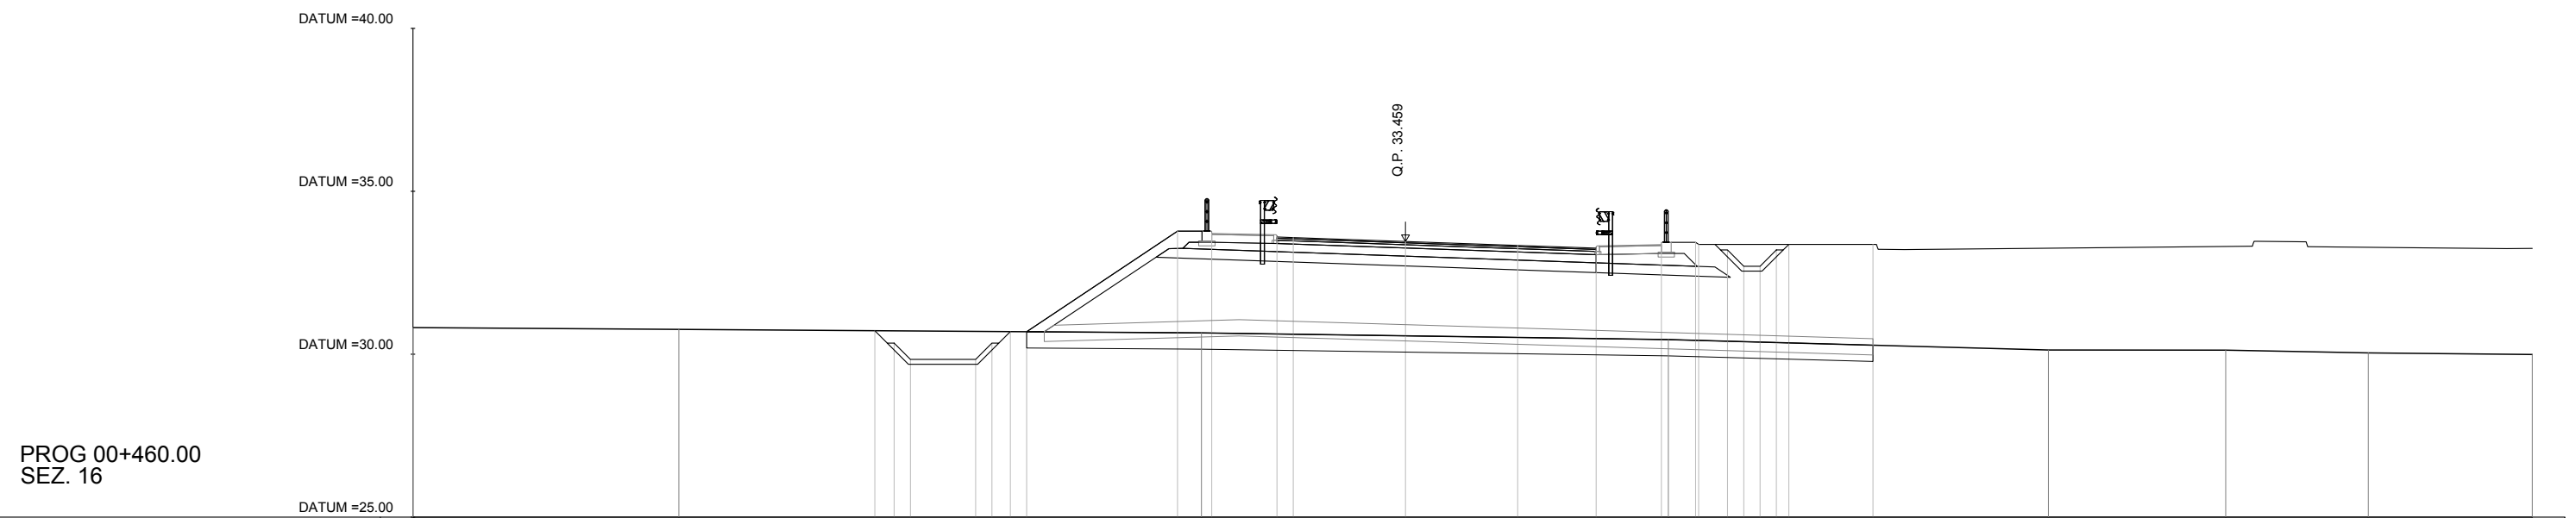 DATUM =40.00
Q.P. 33.459
DATUM =35.00
DATUM =30.00
PROG 00+460.00
SEZ. 16
DATUM =25.00